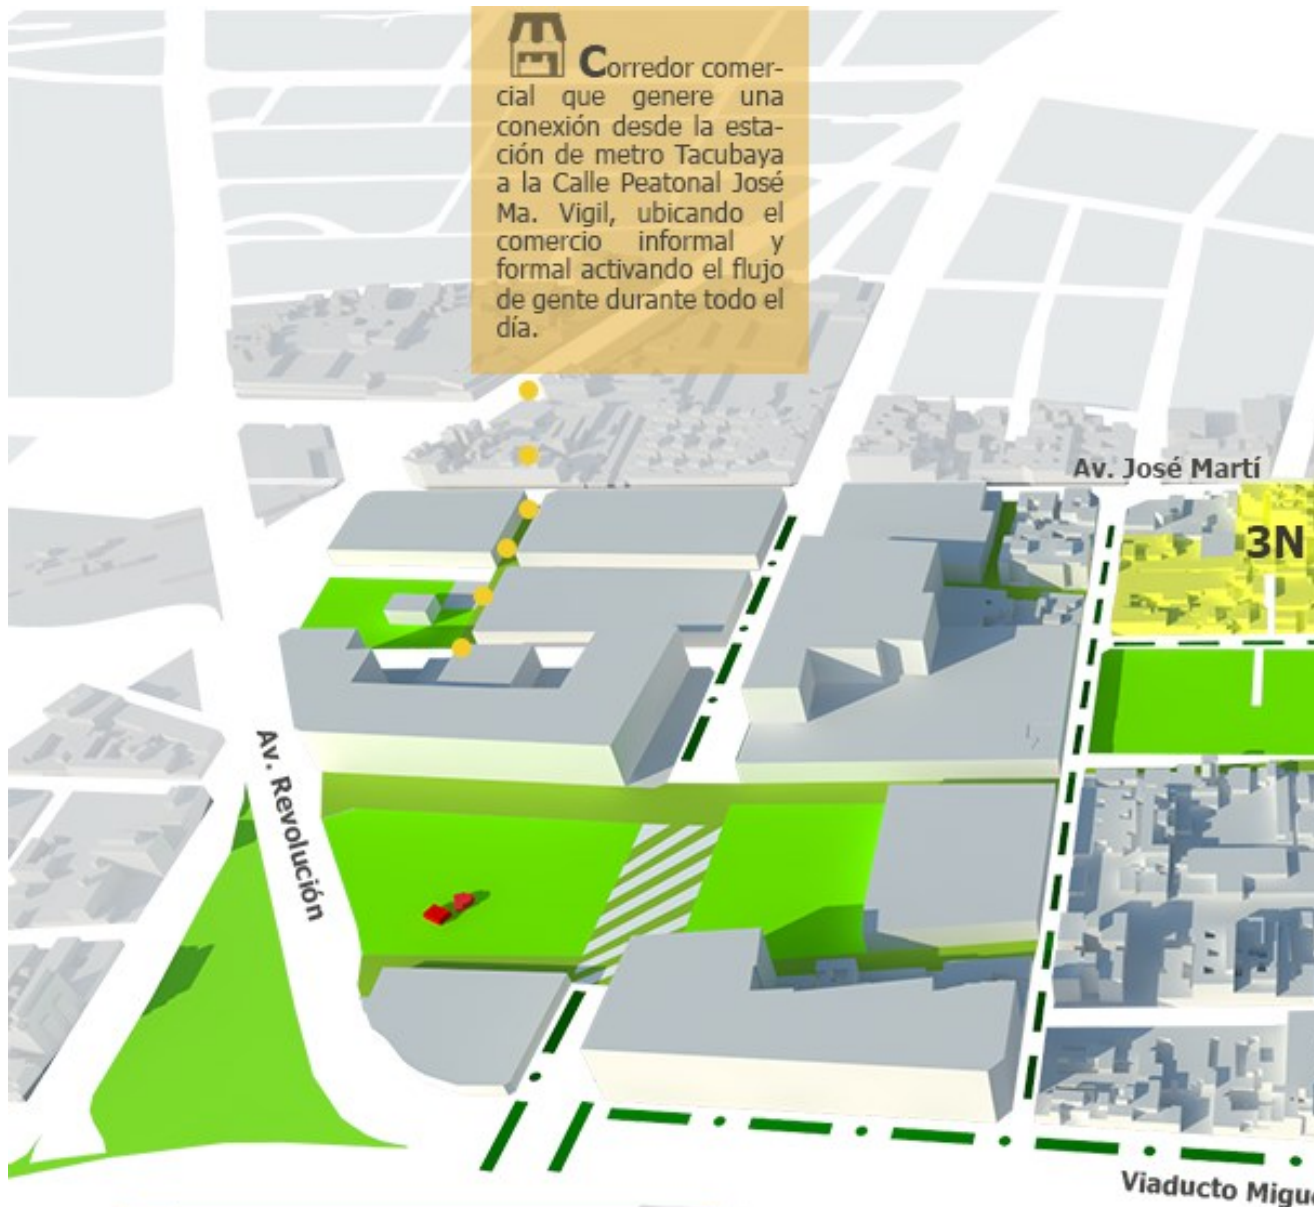 Corredor comer-
cial que genere una
conexión desde la esta-
ción de metro Tacubaya
a la Calle Peatonal José
Ma. Vigil, ubicando el
comercio informal y
formal activando el flujo
de gente durante todo el
día.
Av. José Martí
3N
Av. Revolución
Viaducto Migue